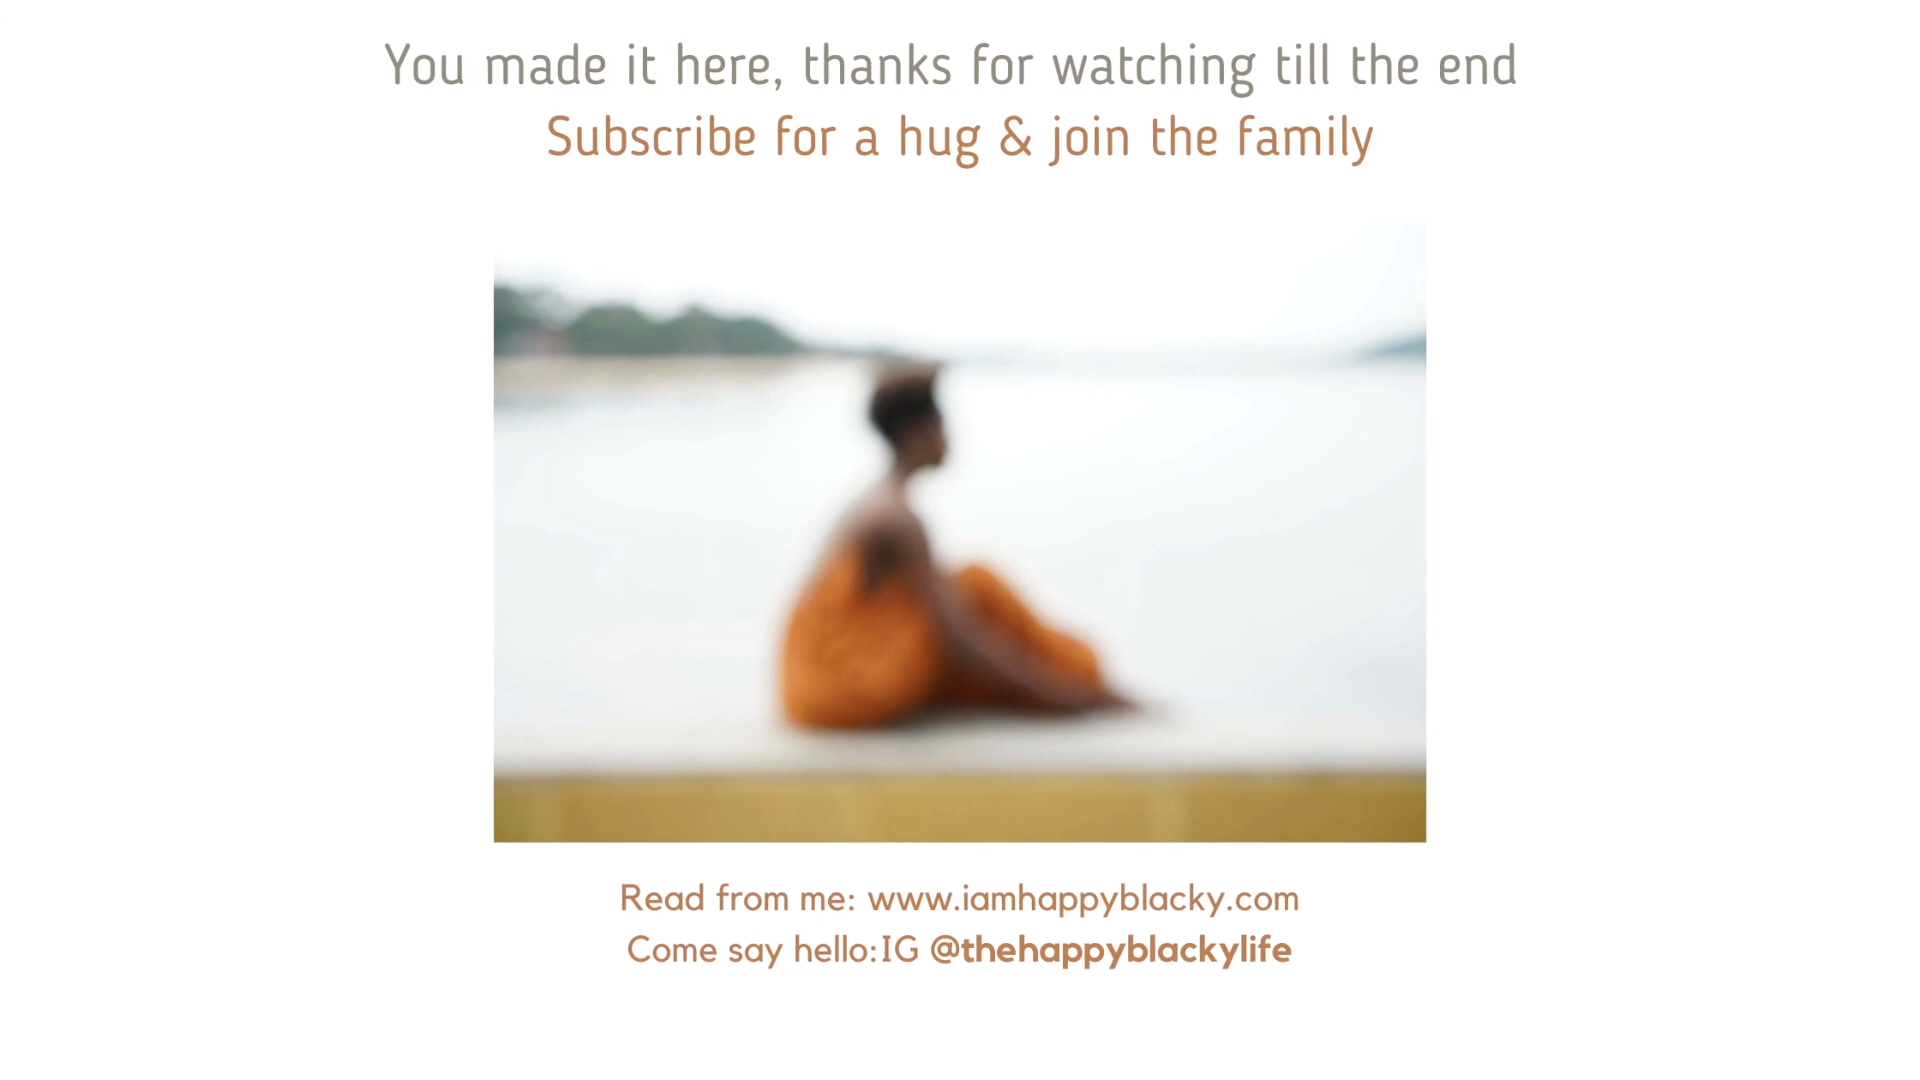 You made it here, thanks for watching till the end
Subscribe for a hug & join the family
Read from me: www.iamhappyblacky.com
Come say hello:IG @thehappyblackylife